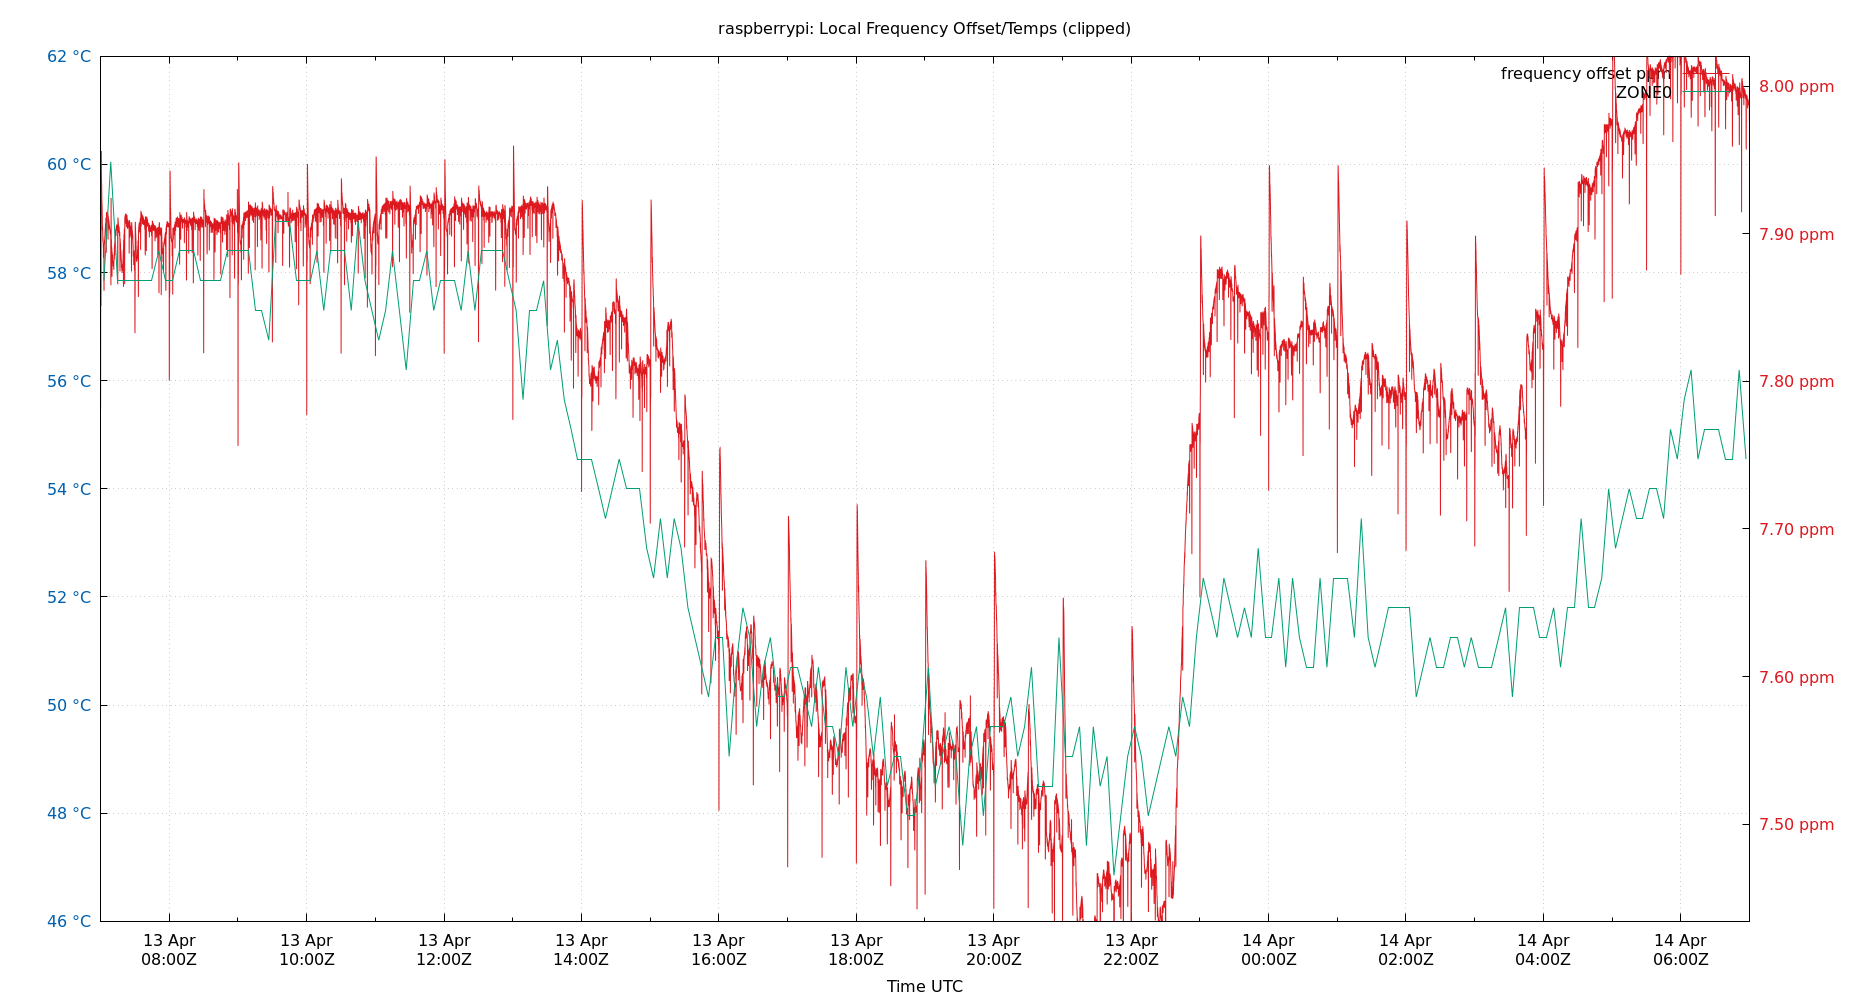 raspberrypi: Local Frequency Offset/Temps (clipped)
62 °C
60 °C
58 °C
56 °C
54 °C
52 °C
50 °C
48 °C
46 °C
frequency offset ppm
ZONE0
8.00 ppm
7.90 ppm
7.80 ppm
7.70 ppm
7.60 ppm
7.50 ppm
13 Apr
08:00Z
13 Apr
10:00Z
13 Apr
12:00Z
13 Apr
14:00Z
13 Apr
16:00Z
13 Apr
18:00Z
13 Apr
20:00Z
13 Apr
22:00Z
14 Apr
00:00Z
14 Apr
02:00Z
14 Apr
04:00Z
14 Apr
06:00Z
Time UTC